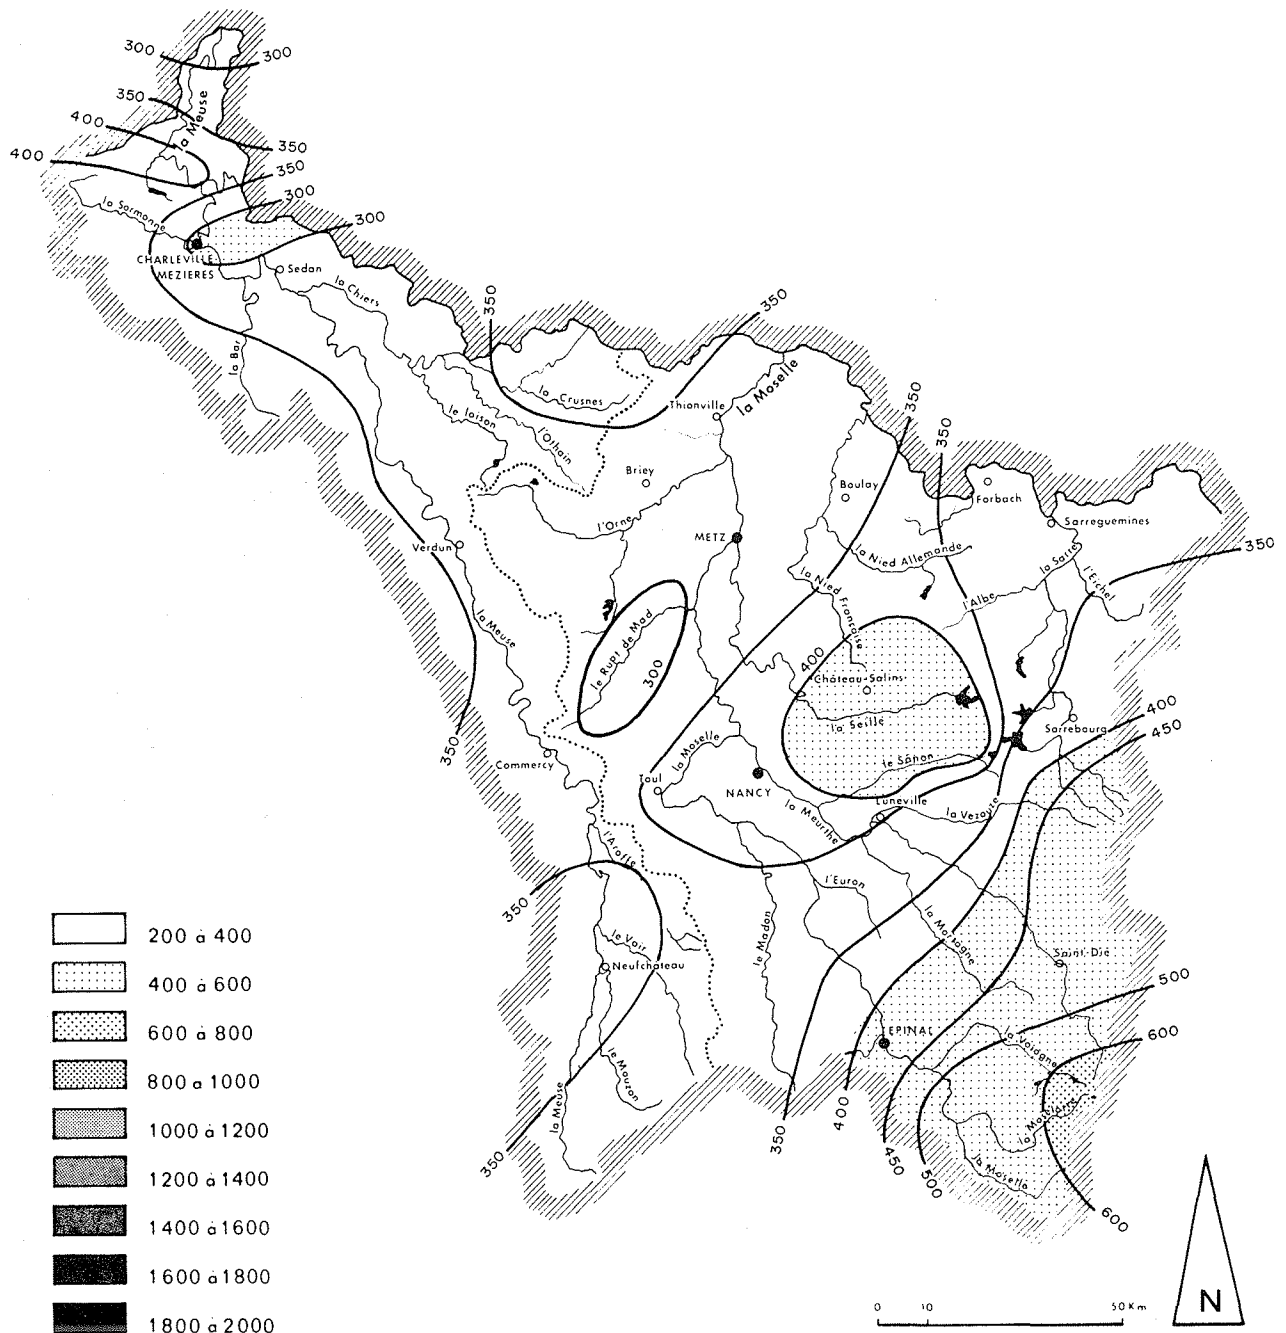 300
300
350
400
la Meuse
350
400
350
300
la Sormonne
300
CHARLEVILLE
MEZIERES
Sedan
la Chiers
350
350
la Bar
la Crusnes
Thionville
la Moselle
350
350
le loison
l'Othain
Briey
Boulay
Forbach
l'Orne
Sarreguemines
METZ
Verdun
la Nied Allemande
la Sarre
350
l'Eichel
la Nied Française
l'Albe
la Meuse
le Rupt de Mad
300
400
Château-Salins
la Seille
Sarrebourg
400
450
350
Commercy
la Moselle
le Sânon
Toul
NANCY
la Meurthe
Luneville
la Vezouze
l'Aroffe
350
l'Euron
le Madon
la Mortagne
le Vair
Neufchateau
Saint-Dié
500
EPINAL
la Vologne
600
le Mouzon
la Meuse
la Moselotte
la Moselle
350
350
400
450
500
600
200 à 400
400 à 600
600 à 800
800 a 1000
1000 à 1200
1200 à 1400
1400 à 1600
1600 à 1800
1800 à 2000
0 10 50 Km
N